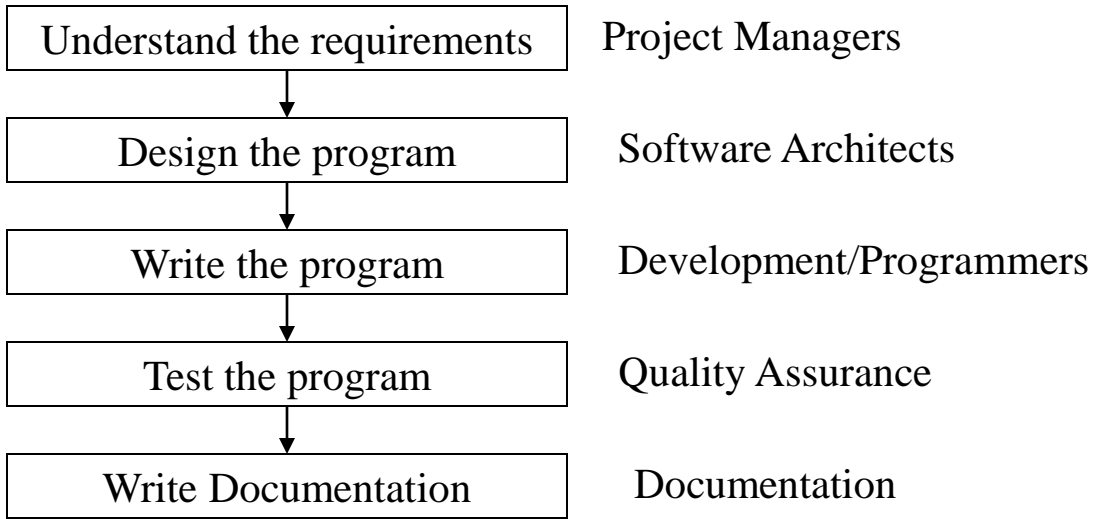 Understand the requirements
Project Managers
Design the program
Software Architects
Write the program
Development/Programmers
Test the program
Quality Assurance
Write Documentation
Documentation